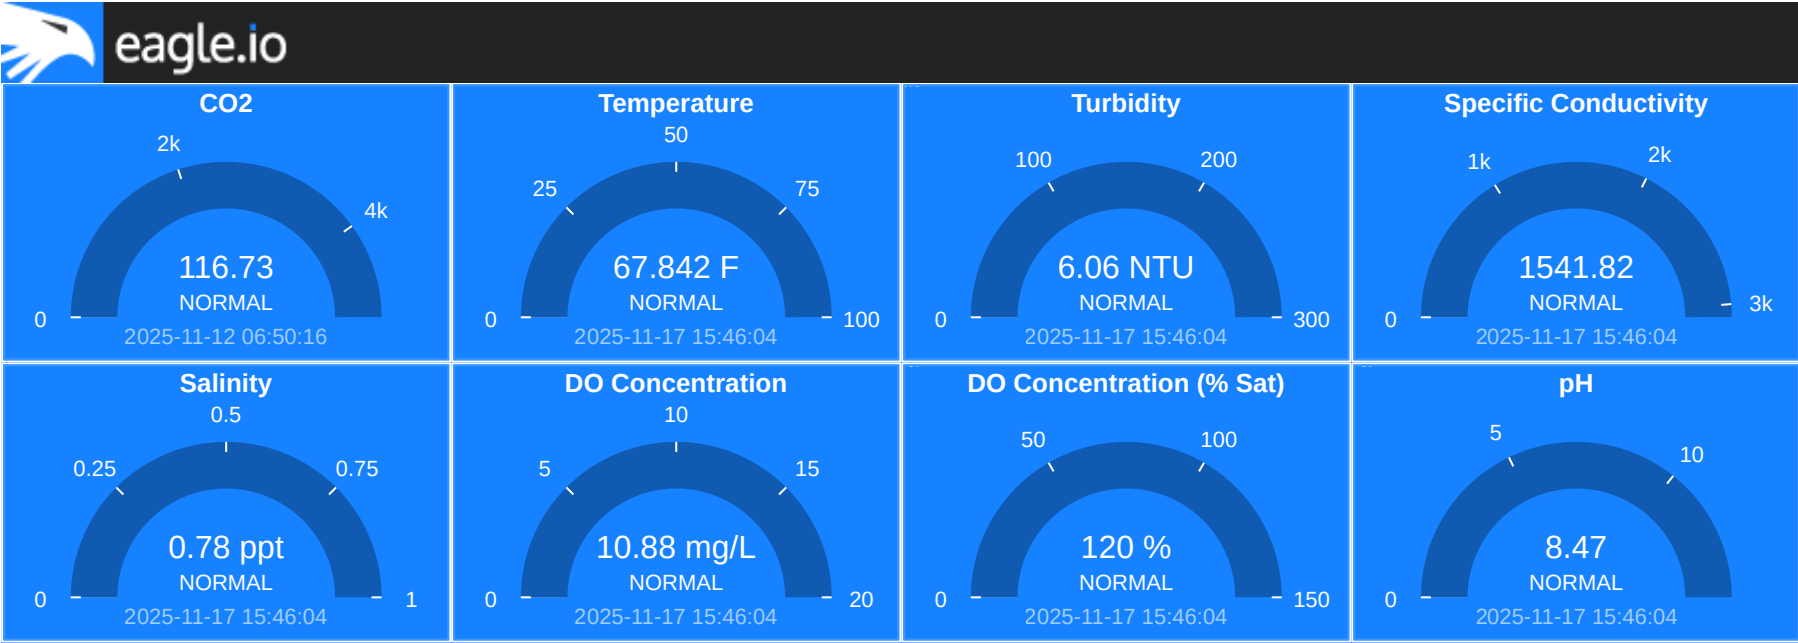 eagle.io
CO2
2k
4k
0
116.73
NORMAL
2025-11-12 06:50:16
Temperature
50
25
75
0
100
67.842 F
NORMAL
2025-11-17 15:46:04
Turbidity
100
200
0
300
6.06 NTU
NORMAL
2025-11-17 15:46:04
Specific Conductivity
1k
2k
0
3k
1541.82
NORMAL
2025-11-17 15:46:04
Salinity
0.5
0.25
0.75
0
1
0.78 ppt
NORMAL
2025-11-17 15:46:04
DO Concentration
10
5
15
0
20
10.88 mg/L
NORMAL
2025-11-17 15:46:04
DO Concentration (% Sat)
50
100
0
150
120 %
NORMAL
2025-11-17 15:46:04
pH
5
10
0
8.47
NORMAL
2025-11-17 15:46:04